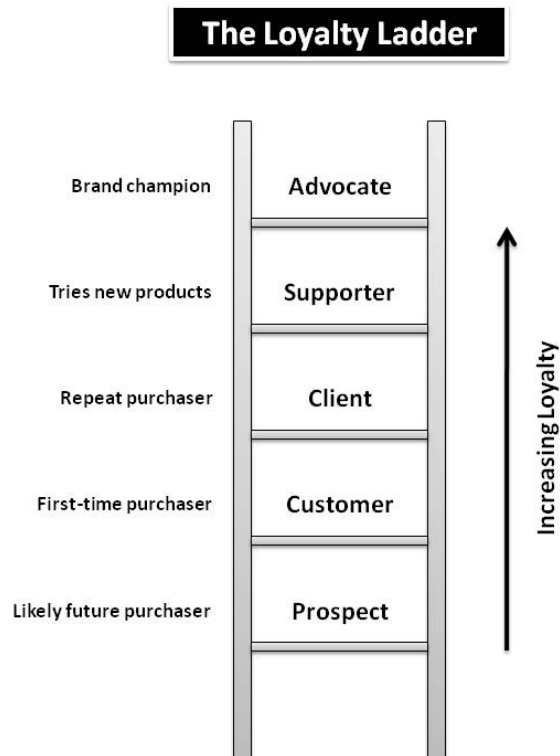 The Loyalty Ladder
Brand champion
Advocate
Tries new products
Supporter
Repeat purchaser
Client
First-time purchaser
Customer
Likely future purchaser
Prospect
Increasing Loyalty